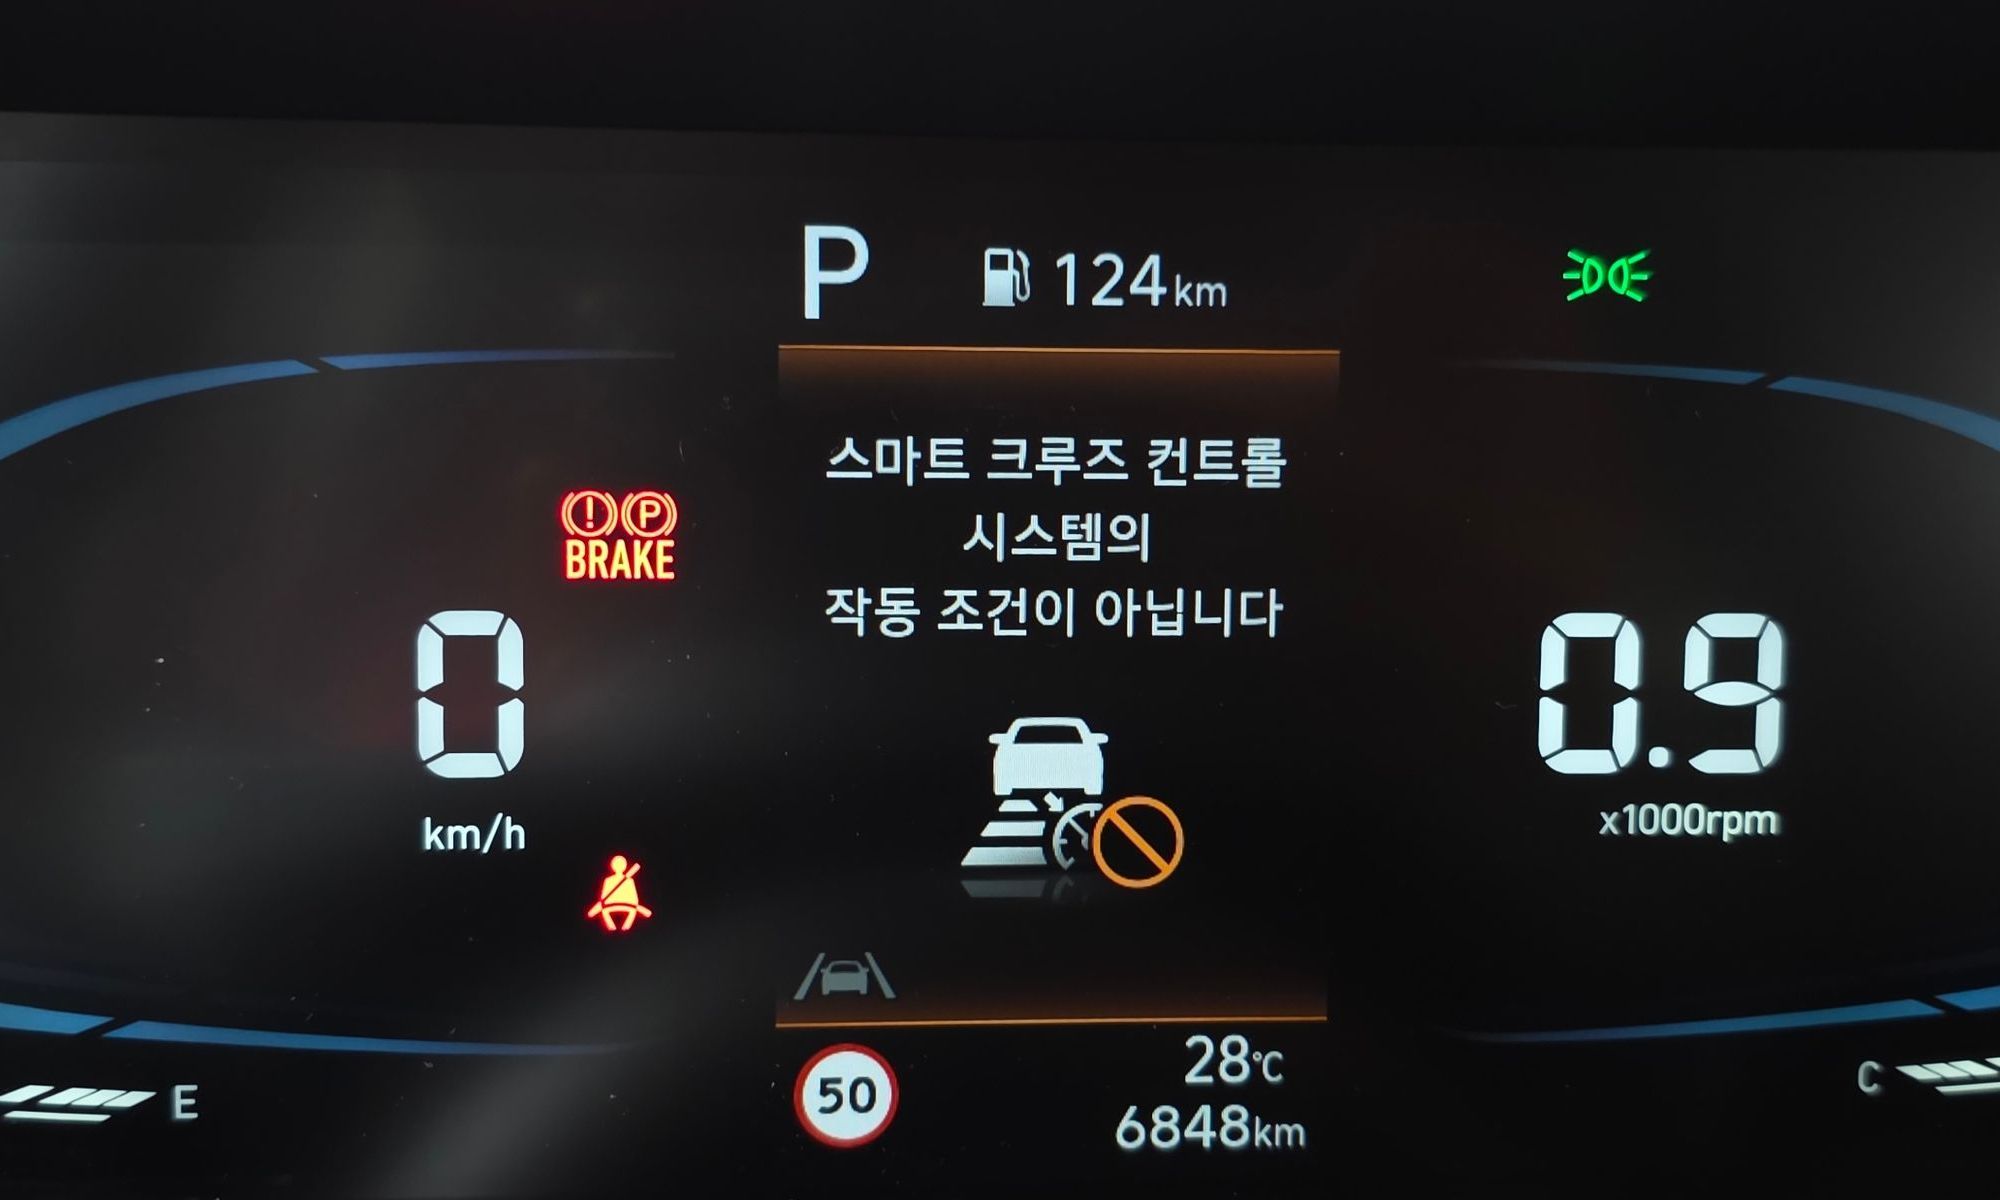 P 124km
스마트 크루즈 컨트롤
시스템의
작동 조건이 아닙니다
! P
BRAKE
0
km/h
0.9
x1000rpm
50
28℃
6848km
E
C